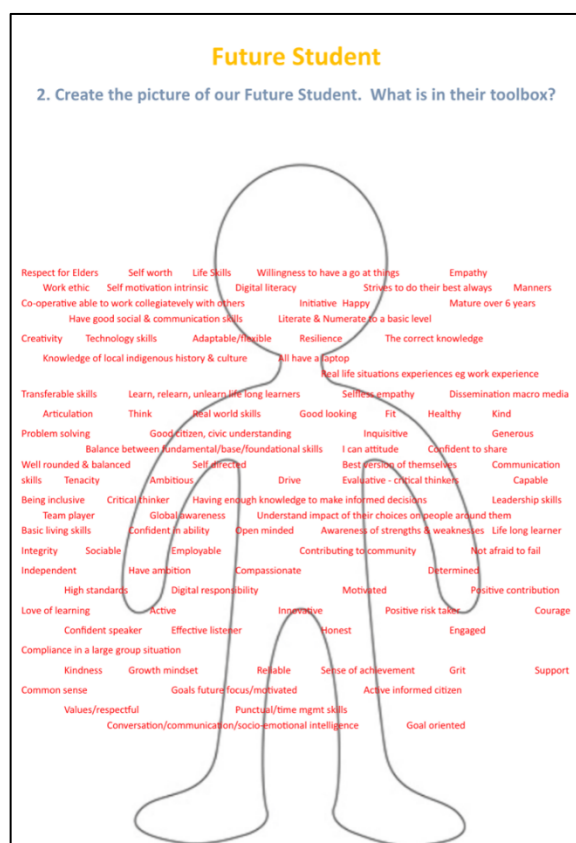 Future Student
2. Create the picture of our Future Student. What is in their toolbox?
Respect for Elders Self worth Life Skills Willingness to have a go at things Empathy
Work ethic Self motivation intrinsic Digital literacy Strives to do their best always Manners
Co-operative able to work collegiatevely with others Initiative Happy Mature over 6 years
Have good social & communication skills Literate & Numerate to a basic level
Creativity Technology skills Adaptable/flexible Resilience The correct knowledge
Knowledge of local indigenous history & culture All have a laptop
Real life situations experiences eg work experience
Transferable skills Learn, relearn, unlearn life long learners Selfless empathy Dissemination macro media
Articulation Think Real world skills Good looking Fit Healthy Kind
Problem solving Good citizen, civic understanding Inquisitive Generous
Balance between fundamental/base/foundational skills I can attitude Confident to share
Well rounded & balanced Self directed Best version of themselves Communication
skills Tenacity Ambitious Drive Evaluative - critical thinkers Capable
Being inclusive Critical thinker Having enough knowledge to make informed decisions Leadership skills
Team player Global awareness Understand impact of their choices on people around them
Basic living skills Confident in ability Open minded Awareness of strengths & weaknesses Life long learner
Integrity Sociable Employable Contributing to community Not afraid to fail
Independent Have ambition Compassionate Determined
High standards Digital responsibility Motivated Positive contribution
Love of learning Active Innovative Positive risk taker Courage
Confident speaker Effective listener Honest Engaged
Compliance in a large group situation
Kindness Growth mindset Reliable Sense of achievement Grit Support
Common sense Goals future focus/motivated Active informed citizen
Values/respectful Punctual/time mgmt skills
Conversation/communication/socio-emotional intelligence Goal oriented